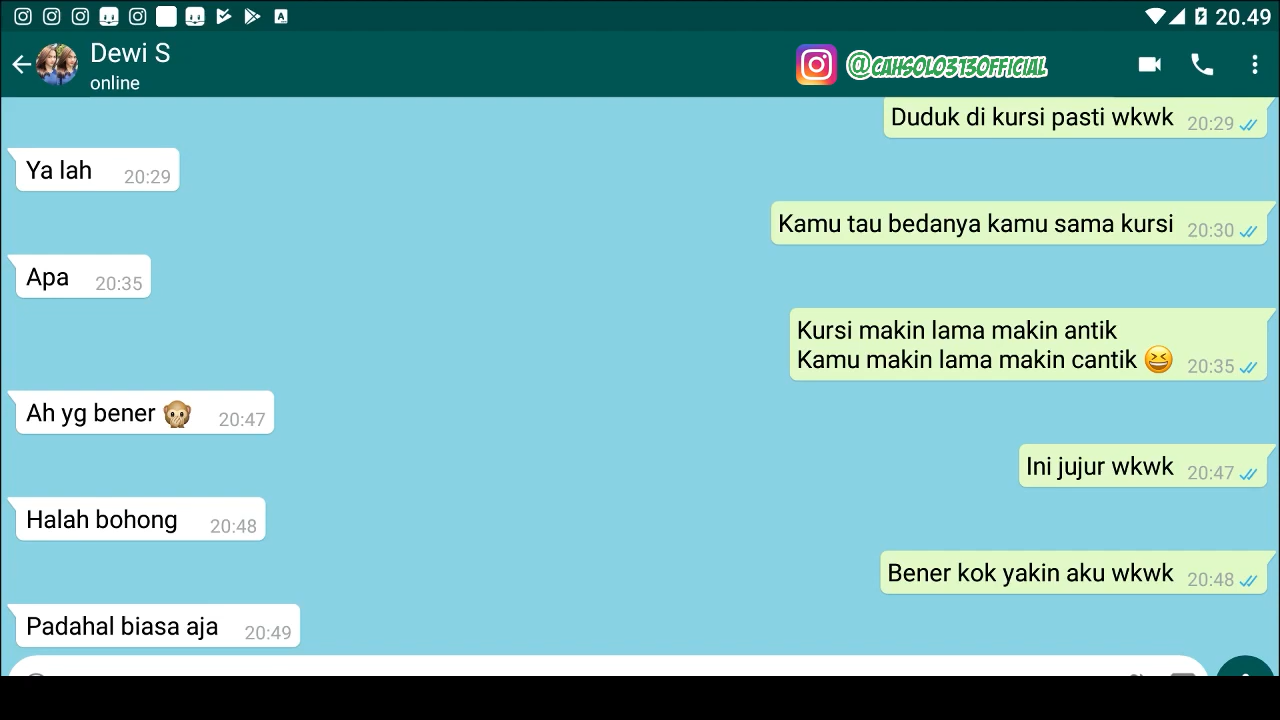 20.49
Dewi S
@CAHSOLO313OFFICIAL
online
Duduk di kursi pasti wkwk 20:29
Ya lah 20:29
Kamu tau bedanya kamu sama kursi 20:30
Apa 20:35
Kursi makin lama makin antik
Kamu makin lama makin cantik 😆 20:35
Ah yg bener 🙊 20:47
Ini jujur wkwk 20:47
Halah bohong 20:48
Bener kok yakin aku wkwk 20:48
Padahal biasa aja 20:49